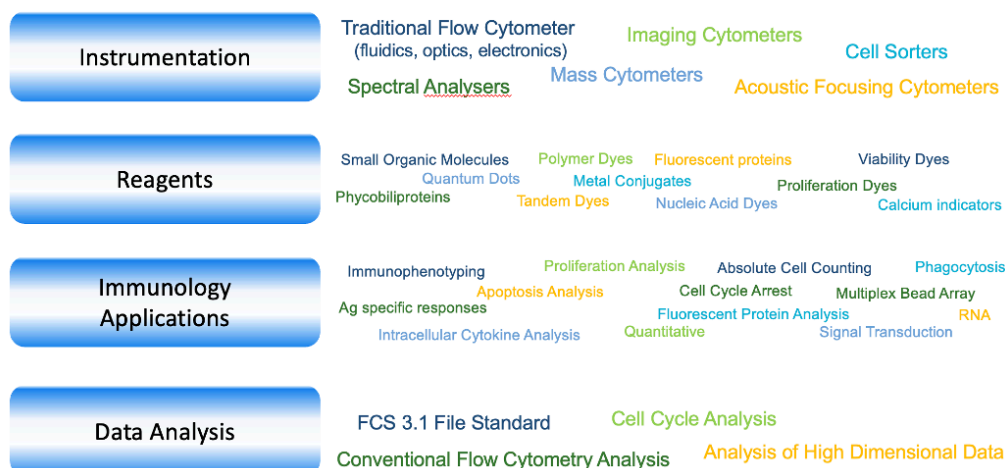 Instrumentation
Traditional Flow Cytometer
(fluidics, optics, electronics)
Imaging Cytometers
Cell Sorters
Spectral Analysers
Mass Cytometers
Acoustic Focusing Cytometers
Reagents
Small Organic Molecules
Polymer Dyes
Fluorescent proteins
Viability Dyes
Quantum Dots
Metal Conjugates
Proliferation Dyes
Phycobiliproteins
Tandem Dyes
Nucleic Acid Dyes
Calcium indicators
Immunology
Applications
Immunophenotyping
Proliferation Analysis
Absolute Cell Counting
Phagocytosis
Apoptosis Analysis
Cell Cycle Arrest
Multiplex Bead Array
Ag specific responses
Fluorescent Protein Analysis
RNA
Intracellular Cytokine Analysis
Quantitative
Signal Transduction
Data Analysis
FCS 3.1 File Standard
Cell Cycle Analysis
Conventional Flow Cytometry Analysis
Analysis of High Dimensional Data